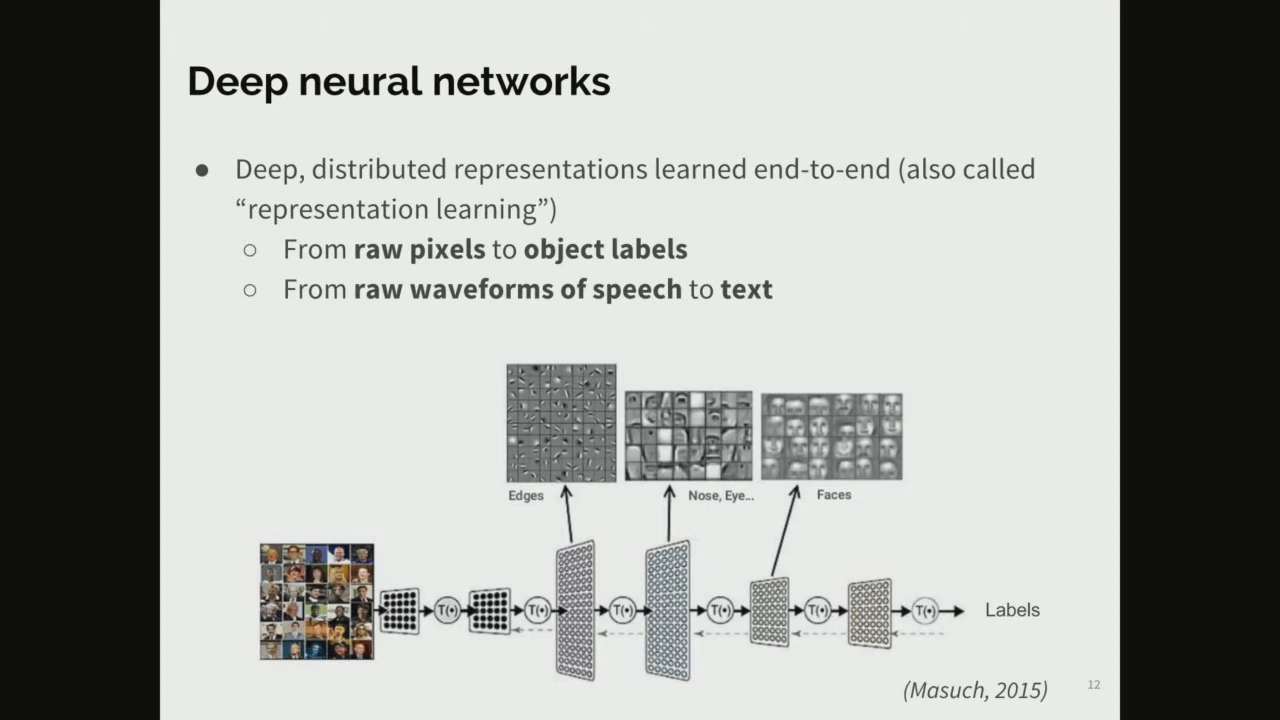 Deep neural networks
● Deep, distributed representations learned end-to-end (also called
“representation learning”)
○ From raw pixels to object labels
○ From raw waveforms of speech to text
Edges
Nose, Eye...
Faces
T(•) T(•) T(•) T(•) T(•) T(•)
Labels
(Masuch, 2015)
12